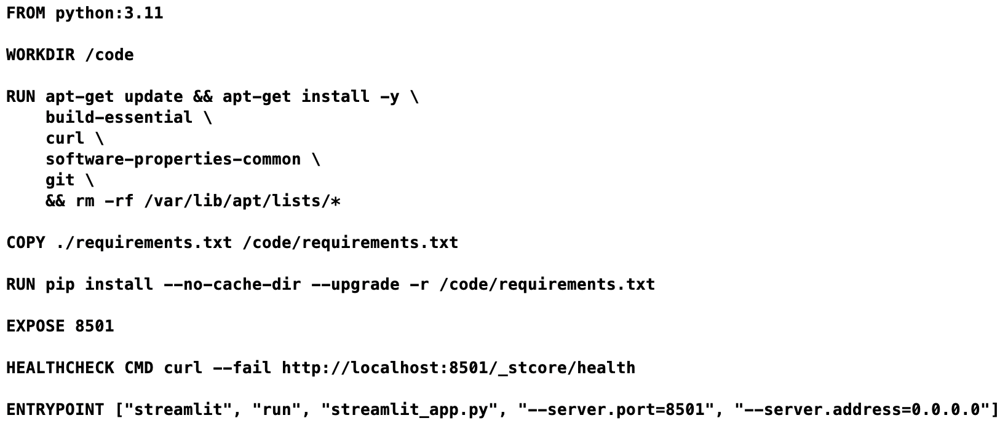 FROM python:3.11
WORKDIR /code
RUN apt-get update && apt-get install -y \
build-essential \
curl \
software-properties-common \
git \
&& rm -rf /var/lib/apt/lists/*
COPY ./requirements.txt /code/requirements.txt
RUN pip install --no-cache-dir --upgrade -r /code/requirements.txt
EXPOSE 8501
HEALTHCHECK CMD curl --fail http://localhost:8501/_stcore/health
ENTRYPOINT ["streamlit", "run", "streamlit_app.py", "--server.port=8501", "--server.address=0.0.0.0"]